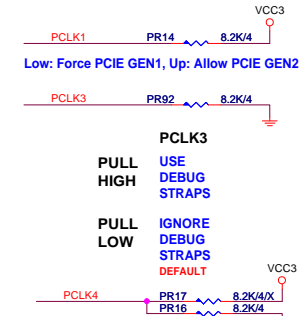 VCC3
PCLK1 PR14 8.2K/4
Low: Force PCIE GEN1, Up: Allow PCIE GEN2
PCLK3 PR92 8.2K/4
PCLK3
PULL USE
HIGH DEBUG
STRAPS
PULL IGNORE
LOW DEBUG
STRAPS
DEFAULT
VCC3
PCLK4 PR17 8.2K/4/X
PR16 8.2K/4